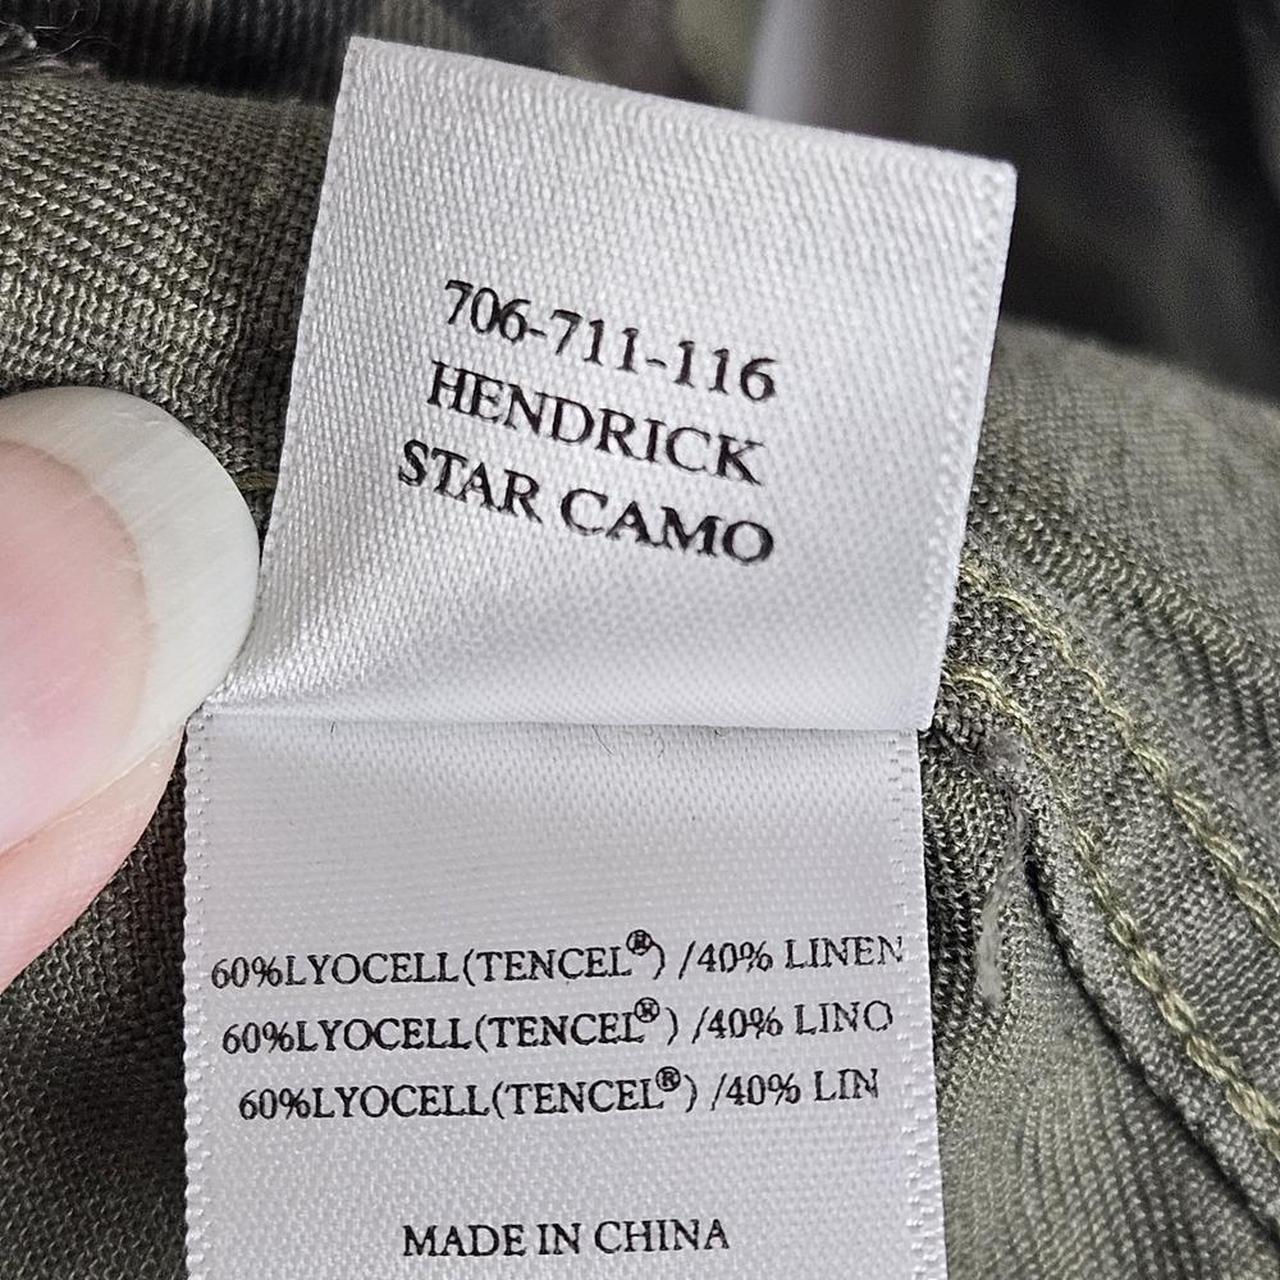 706-711-116
HENDRICK
STAR CAMO
60%LYOCELL(TENCEL®) /40% LINEN
60%LYOCELL(TENCEL®) /40% LINO
60%LYOCELL(TENCEL®) /40% LIN
MADE IN CHINA